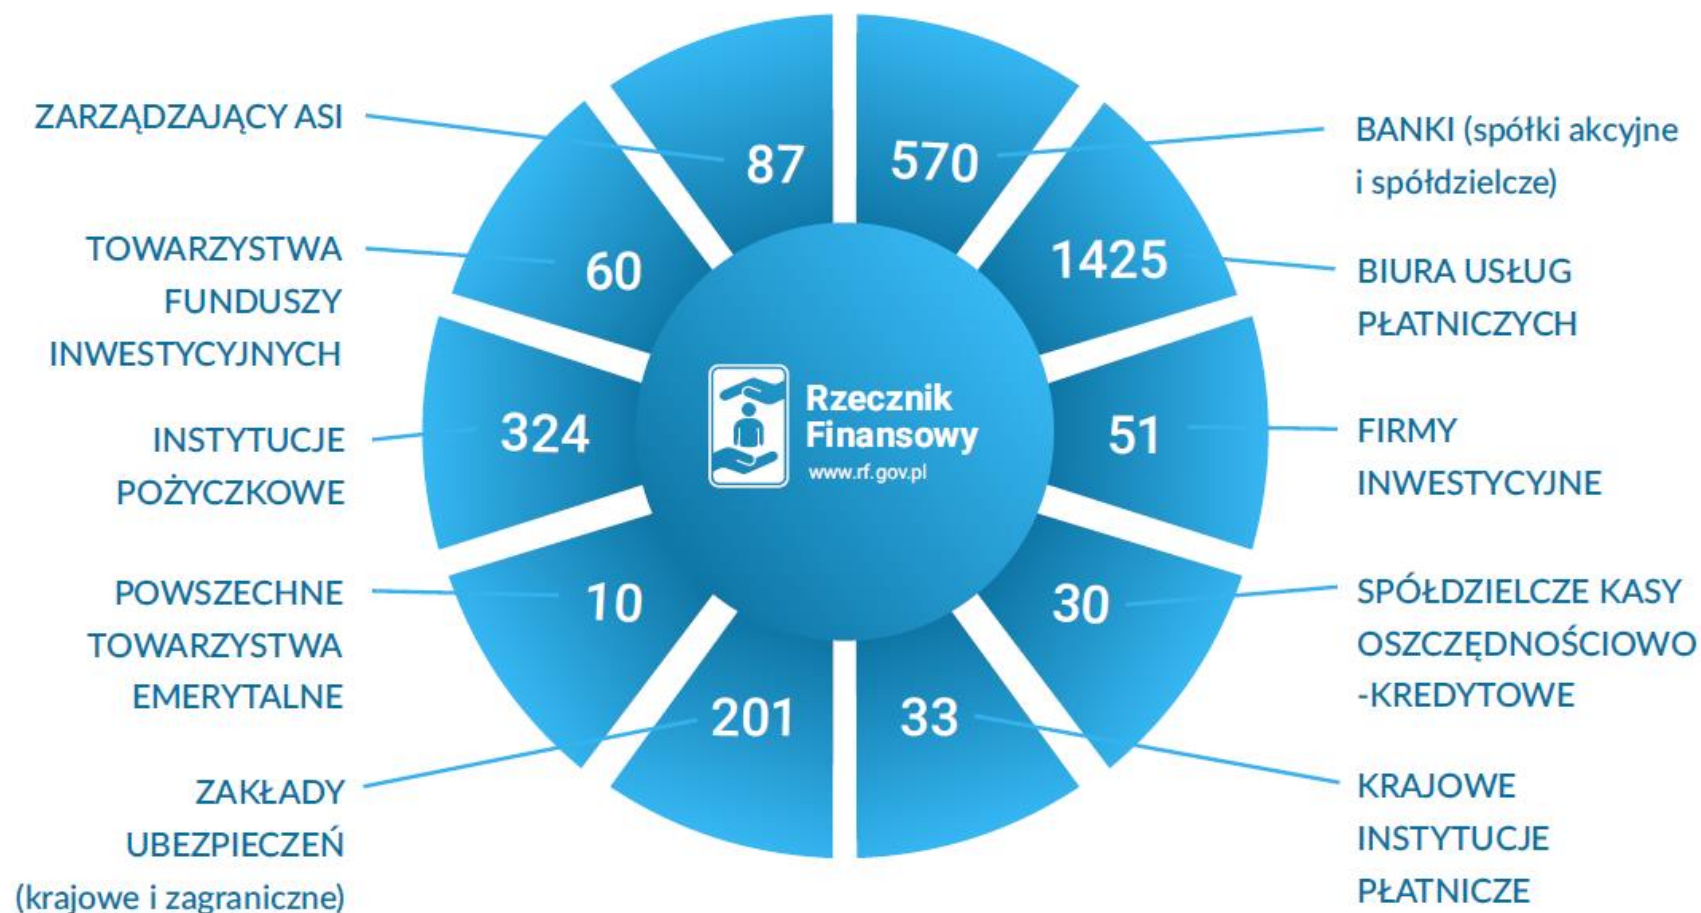 ZARZĄDZAJĄCY ASI
87
TOWARZYSTWA
FUNDUSZY
INWESTYCYJNYCH
60
INSTYTUCJE
POŻYCZKOWE
324
POWSZECHNE
TOWARZYSTWA
EMERYTALNE
10
ZAKŁADY
UBEZPIECZEŃ
(krajowe i zagraniczne)
201
Rzecznik
Finansowy
www.rf.gov.pl
570
BANKI (spółki akcyjne
i spółdzielcze)
1425
BIURA USŁUG
PŁATNICZYCH
51
FIRMY
INWESTYCYJNE
30
SPÓŁDZIELCZE KASY
OSZCZĘDNOŚCIOWO
-KREDYTOWE
33
KRAJOWE
INSTYTUCJE
PŁATNICZE